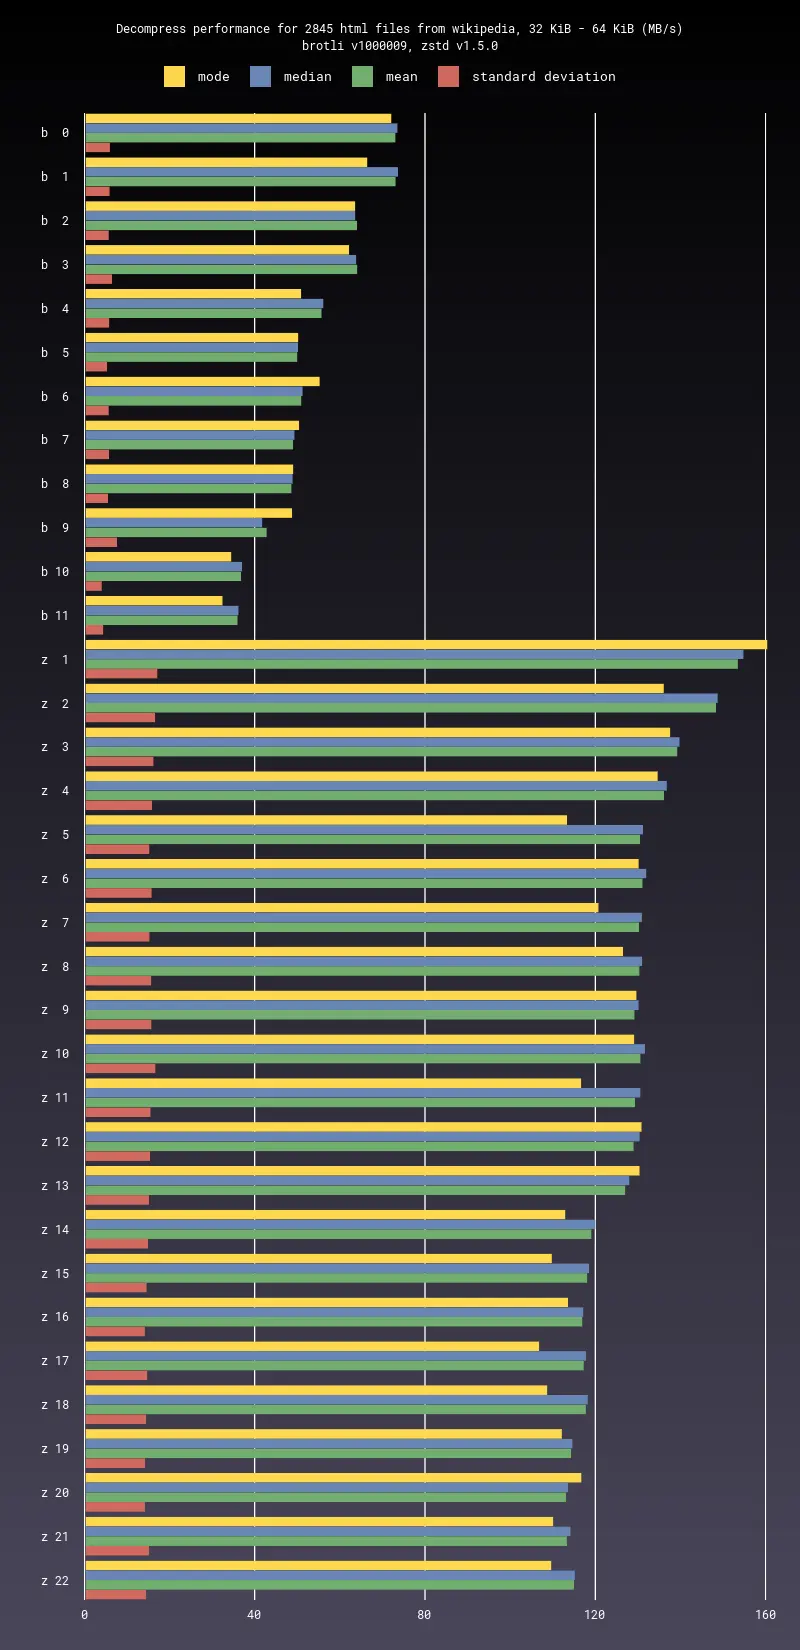 Decompress performance for 2845 html files from wikipedia, 32 KiB - 64 KiB (MB/s)
brotli v1000009, zstd v1.5.0
mode median mean standard deviation
b 0
b 1
b 2
b 3
b 4
b 5
b 6
b 7
b 8
b 9
b 10
b 11
z 1
z 2
z 3
z 4
z 5
z 6
z 7
z 8
z 9
z 10
z 11
z 12
z 13
z 14
z 15
z 16
z 17
z 18
z 19
z 20
z 21
z 22
0 40 80 120 160